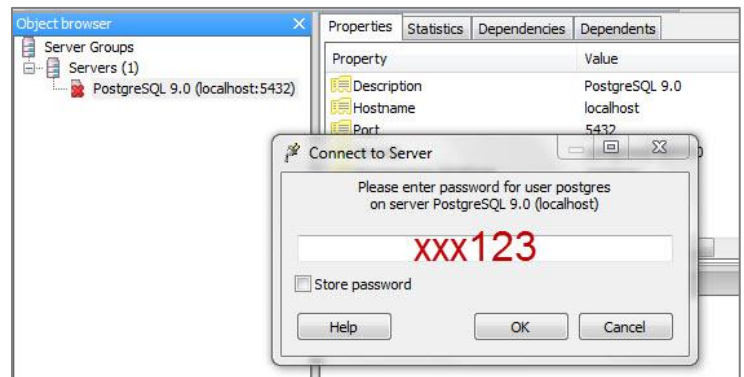 Object browser
Server Groups
Servers (1)
PostgreSQL 9.0 (localhost:5432)
Properties Statistics Dependencies Dependents
Property Value
Description PostgreSQL 9.0
Hostname localhost
Port 5432
Connect to Server
Please enter password for user postgres
on server PostgreSQL 9.0 (localhost)
xxx123
Store password
Help OK Cancel